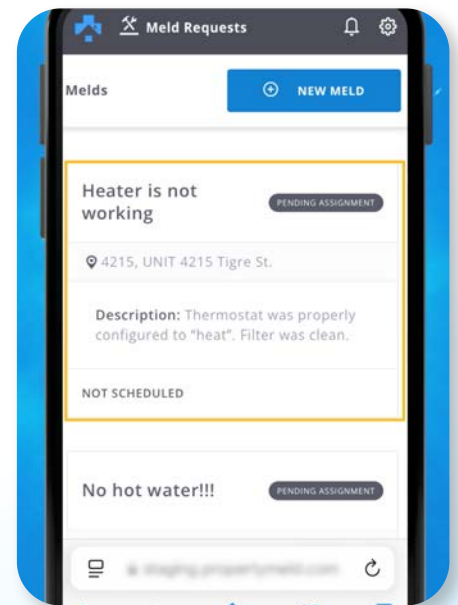 Meld Requests
Melds
NEW MELD
Heater is not
working
PENDING ASSIGNMENT
4215, UNIT 4215 Tigre St.
Description: Thermostat was properly
configured to “heat”. Filter was clean.
NOT SCHEDULED
No hot water!!!
PENDING ASSIGNMENT